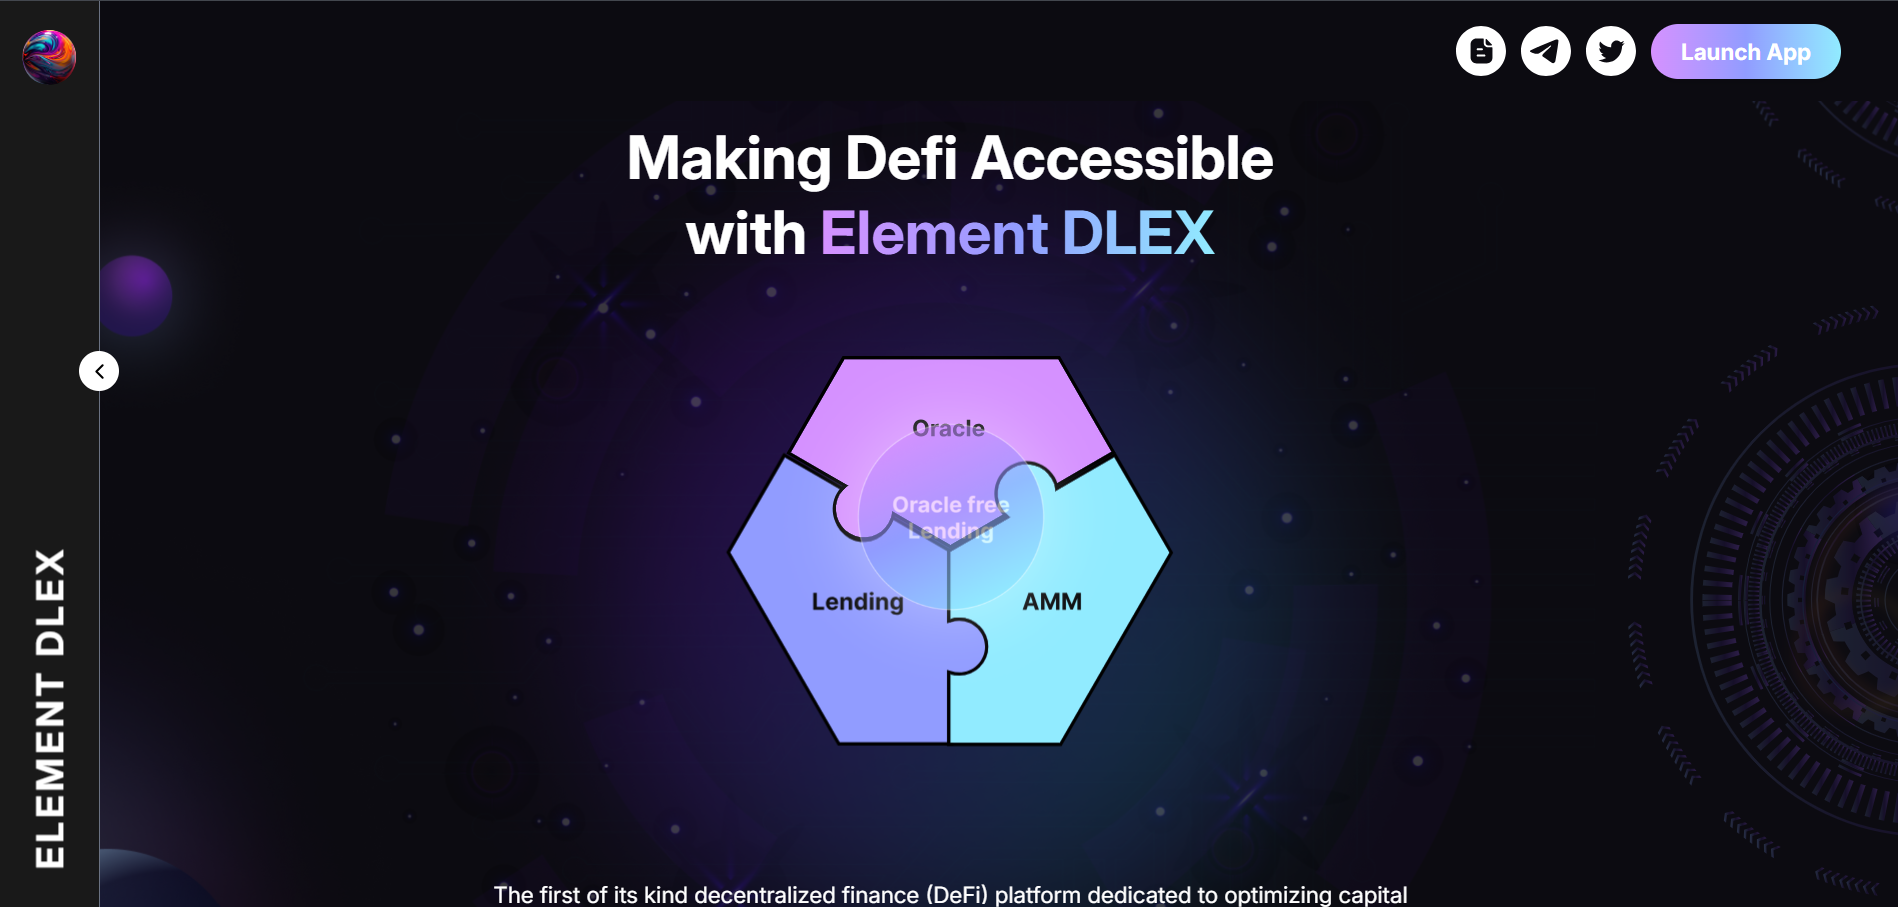 Launch App
Making Defi Accessible
with Element DLEX
Oracle
Oracle free
Lending
Lending
AMM
ELEMENT DLEX
The first of its kind decentralized finance (DeFi) platform dedicated to optimizing capital